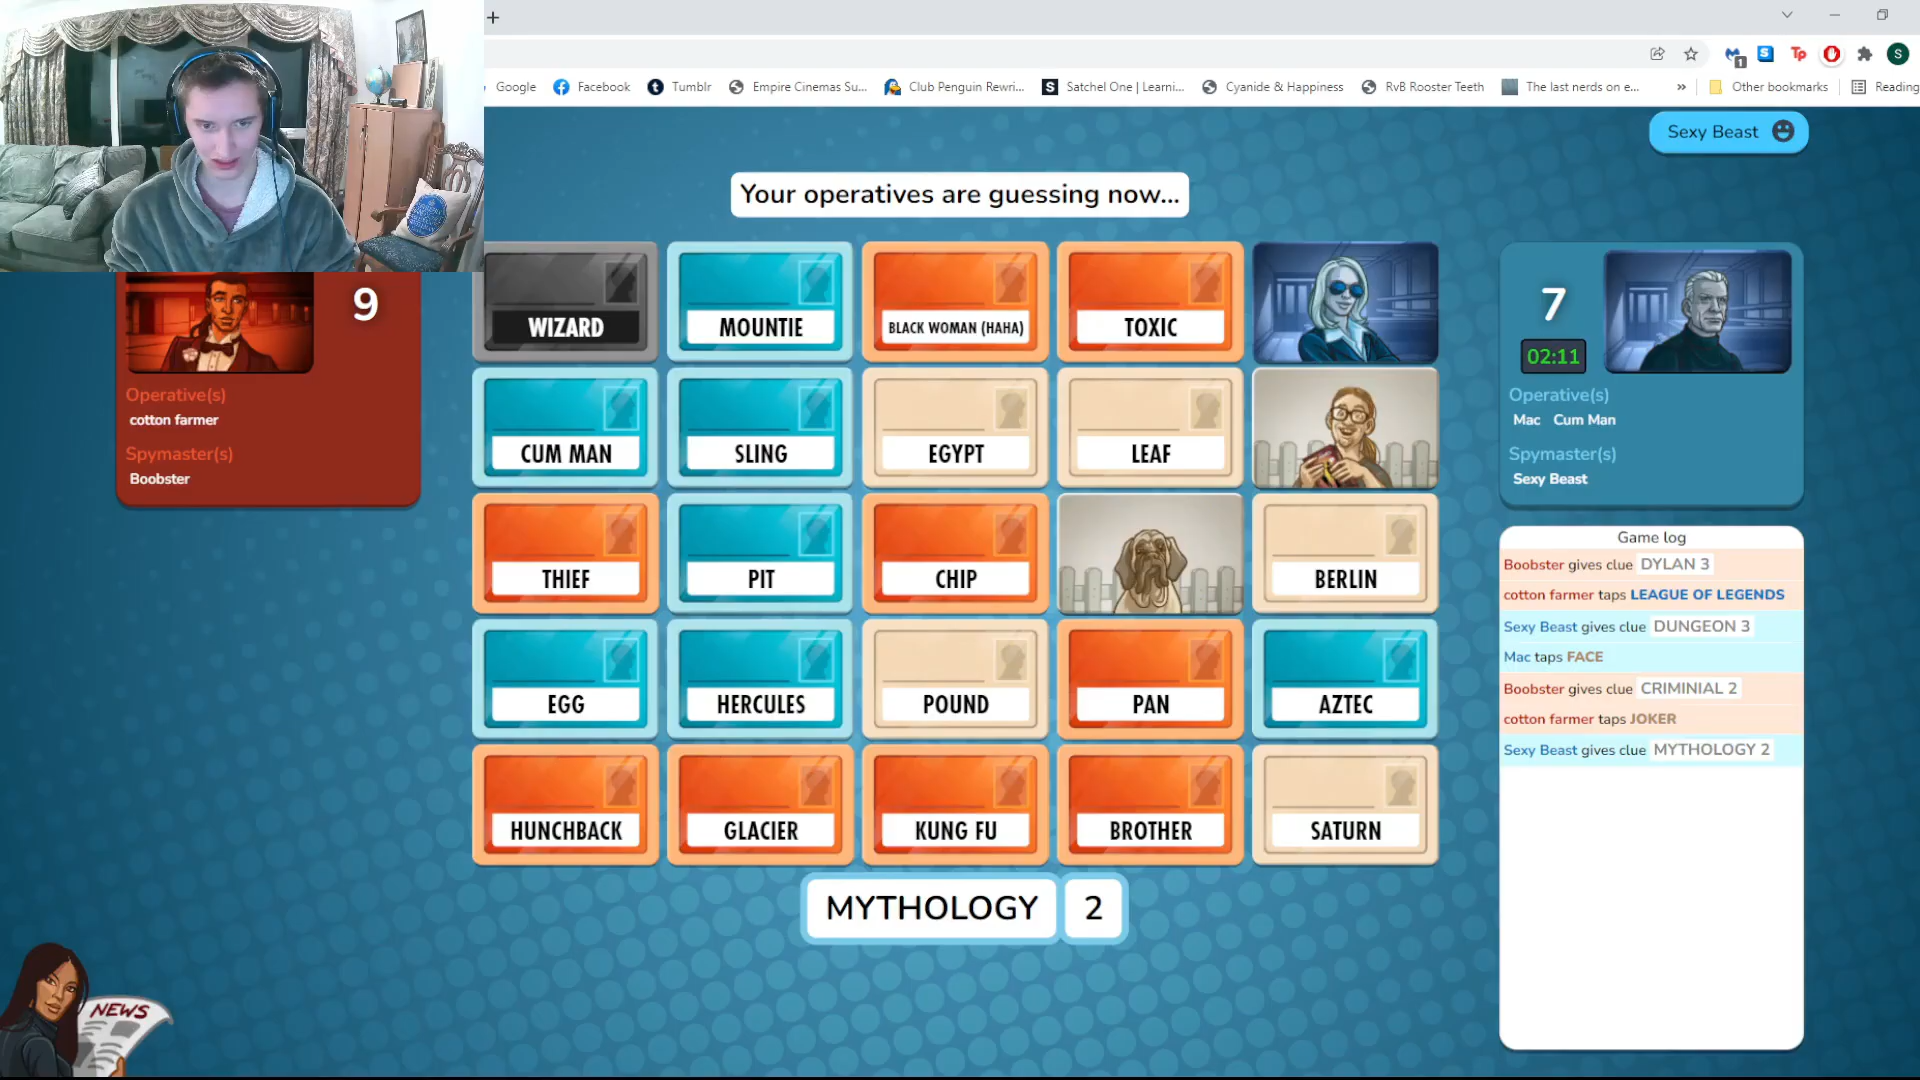 Google Facebook Tumblr Empire Cinemas Su... Club Penguin Rewri... Satchel One | Learni... Cyanide & Happiness RvB Rooster Teeth The last nerds on e... » Other bookmarks Reading
1 S Tp S
Sexy Beast
Your operatives are guessing now...
9
Operative(s)
cotton farmer
Spymaster(s)
Boobster
WIZARD MOUNTIE BLACK WOMAN (HAHA) TOXIC
CUM MAN SLING EGYPT LEAF
THIEF PIT CHIP BERLIN
EGG HERCULES POUND PAN AZTEC
HUNCHBACK GLACIER KUNG FU BROTHER SATURN
MYTHOLOGY 2
7
02:11
Operative(s)
Mac Cum Man
Spymaster(s)
Sexy Beast
Game log
Boobster gives clue DYLAN 3
cotton farmer taps LEAGUE OF LEGENDS
Sexy Beast gives clue DUNGEON 3
Mac taps FACE
Boobster gives clue CRIMINIAL 2
cotton farmer taps JOKER
Sexy Beast gives clue MYTHOLOGY 2
NEWS